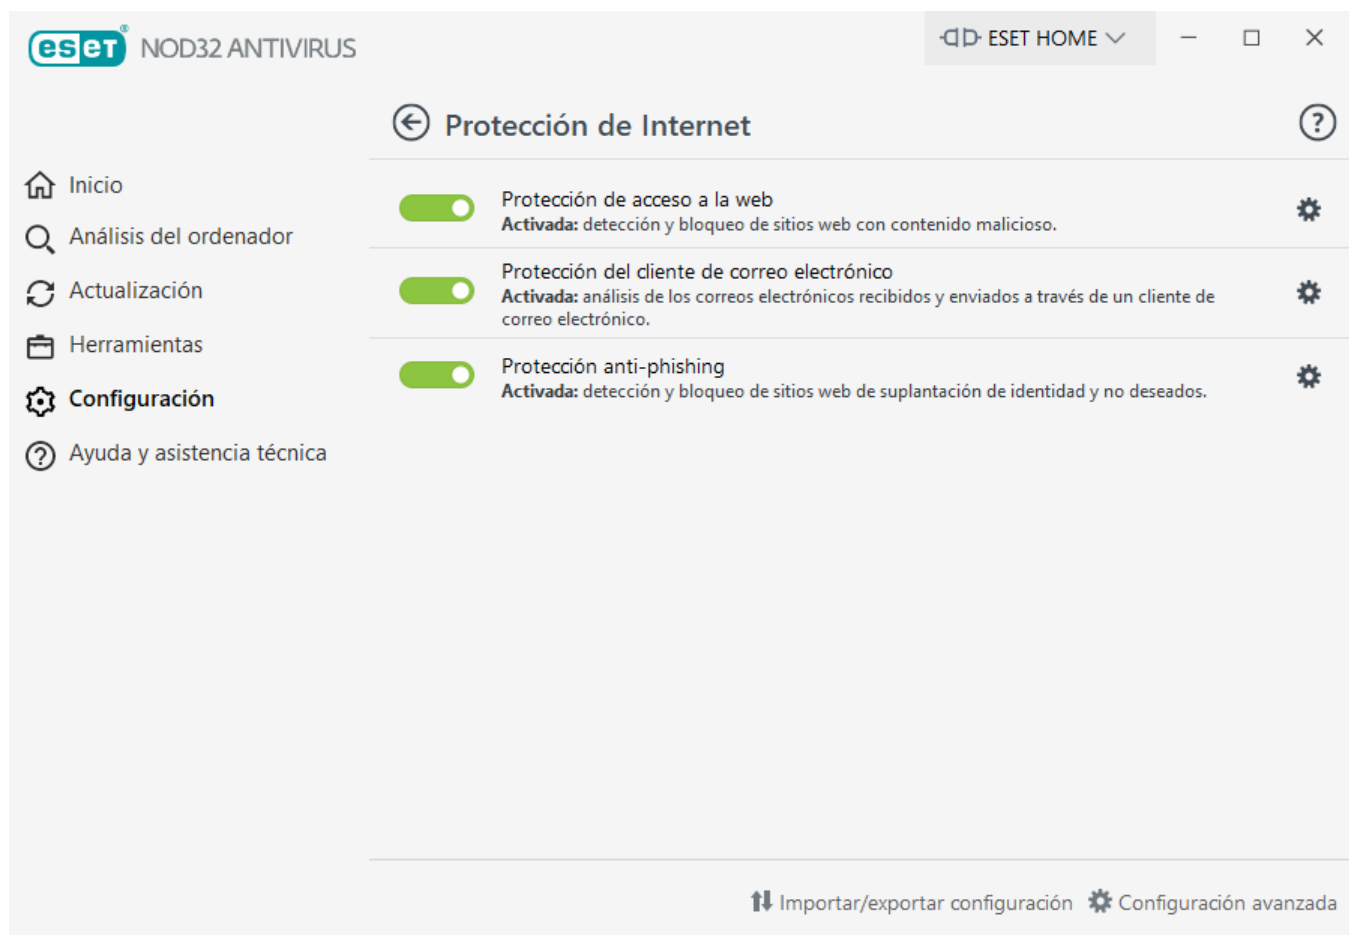 eset® NOD32 ANTIVIRUS
ESET HOME
Protección de Internet
Inicio
Análisis del ordenador
Actualización
Herramientas
Configuración
Ayuda y asistencia técnica
Protección de acceso a la web
Activada: detección y bloqueo de sitios web con contenido malicioso.
Protección del cliente de correo electrónico
Activada: análisis de los correos electrónicos recibidos y enviados a través de un cliente de
correo electrónico.
Protección anti-phishing
Activada: detección y bloqueo de sitios web de suplantación de identidad y no deseados.
Importar/exportar configuración Configuración avanzada